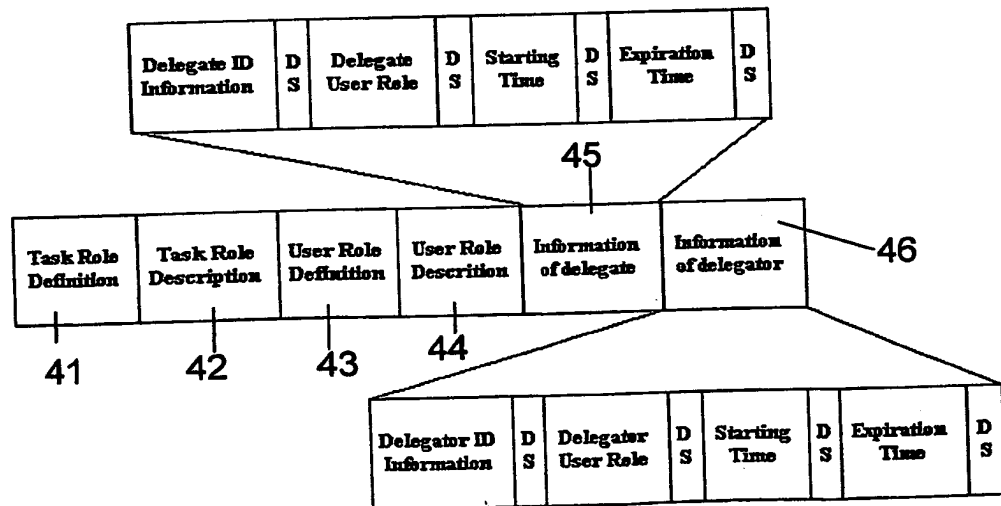 Delegate ID
Information
D
S
Delegate
User Role
D
S
Starting
Time
D
S
Expiration
Time
D
S
45
Task Role
Definition
Task Role
Description
User Role
Definition
User Role
Descrition
Information
of delegate
Information
of delegator
46
41
42
43
44
Delegator ID
Information
D
S
Delegator
User Role
D
S
Starting
Time
D
S
Expiration
Time
D
S